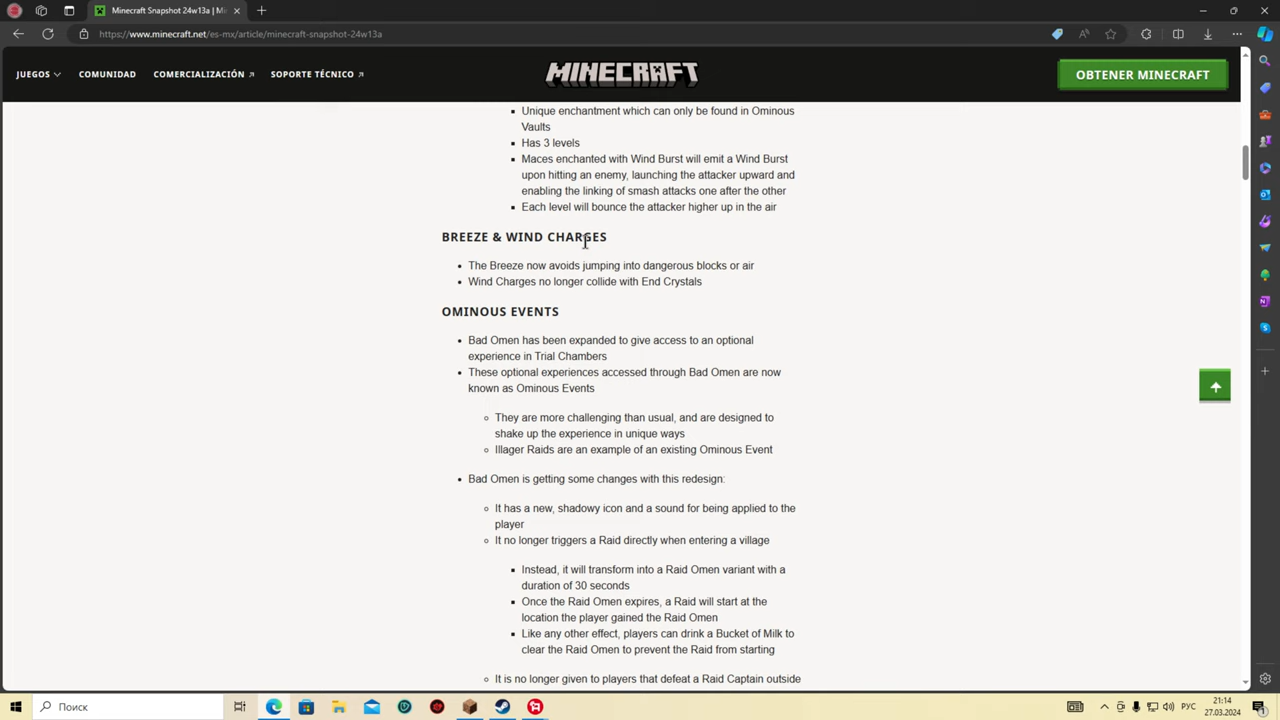 Minecraft Snapshot 24w13a | Mi
https://www.minecraft.net/es-mx/article/minecraft-snapshot-24w13a
JUEGOS
COMUNIDAD
COMERCIALIZACIÓN
SOPORTE TÉCNICO
MINECRAFT
OBTENER MINECRAFT
Unique enchantment which can only be found in Ominous
Vaults
Has 3 levels
Maces enchanted with Wind Burst will emit a Wind Burst
upon hitting an enemy, launching the attacker upward and
enabling the linking of smash attacks one after the other
Each level will bounce the attacker higher up in the air
BREEZE & WIND CHARGES
The Breeze now avoids jumping into dangerous blocks or air
Wind Charges no longer collide with End Crystals
OMINOUS EVENTS
Bad Omen has been expanded to give access to an optional
experience in Trial Chambers
These optional experiences accessed through Bad Omen are now
known as Ominous Events
They are more challenging than usual, and are designed to
shake up the experience in unique ways
Illager Raids are an example of an existing Ominous Event
Bad Omen is getting some changes with this redesign:
It has a new, shadowy icon and a sound for being applied to the
player
It no longer triggers a Raid directly when entering a village
Instead, it will transform into a Raid Omen variant with a
duration of 30 seconds
Once the Raid Omen expires, a Raid will start at the
location the player gained the Raid Omen
Like any other effect, players can drink a Bucket of Milk to
clear the Raid Omen to prevent the Raid from starting
It is no longer given to players that defeat a Raid Captain outside
Поиск
РУС
21:14
27.03.2024